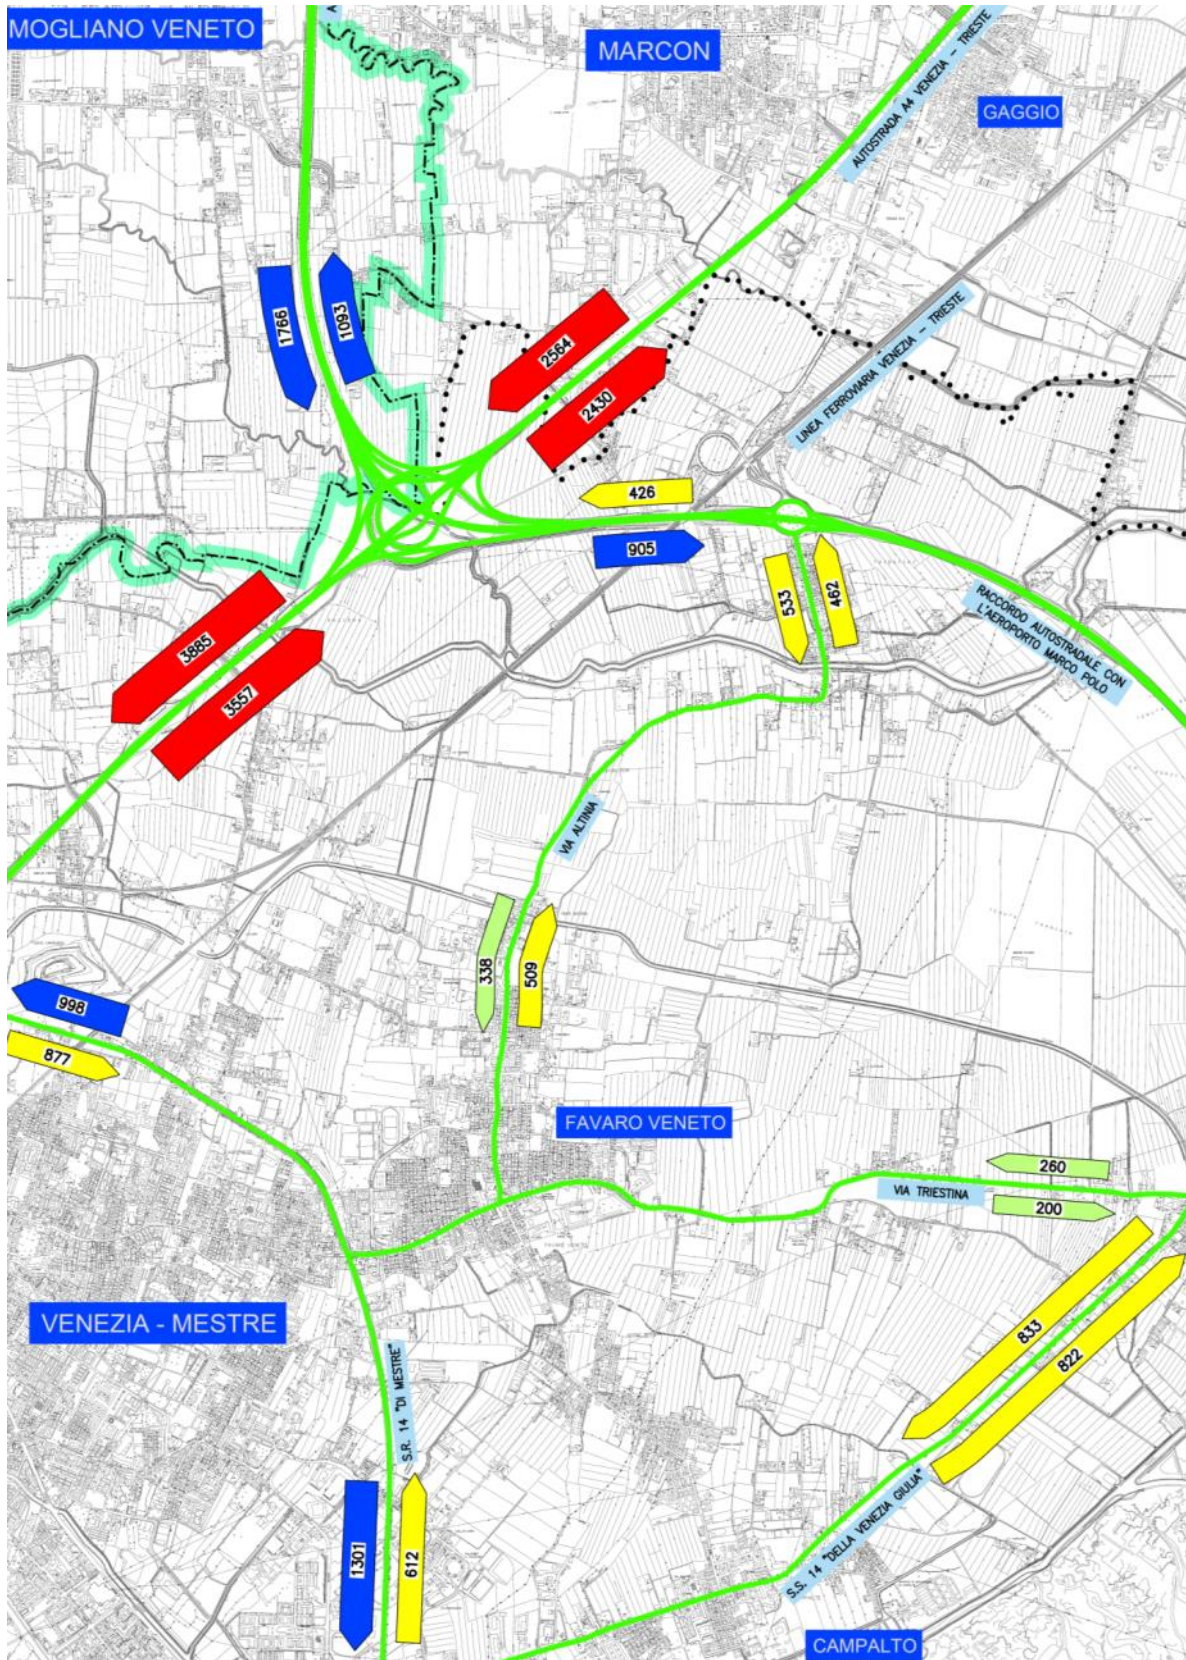 MOGLIANO VENETO
A
MARCON
AUTOSTRADA A4 VENEZIA - TRIESTE
GAGGIO
1766
1093
2564
2430
LINEA FERROVIARIA VENEZIA - TRIESTE
426
905
533
462
RACCORDO AUTOSTRADALE CON
L'AEROPORTO MARCO POLO
3885
3557
VIA ALTINIA
338
509
998
877
FAVARO VENETO
260
VIA TRIESTINA
200
833
822
VENEZIA - MESTRE
S.R. 14 "DI MESTRE"
S.S. 14 "DELLA VENEZIA GIULIA"
1301
612
CAMPALTO